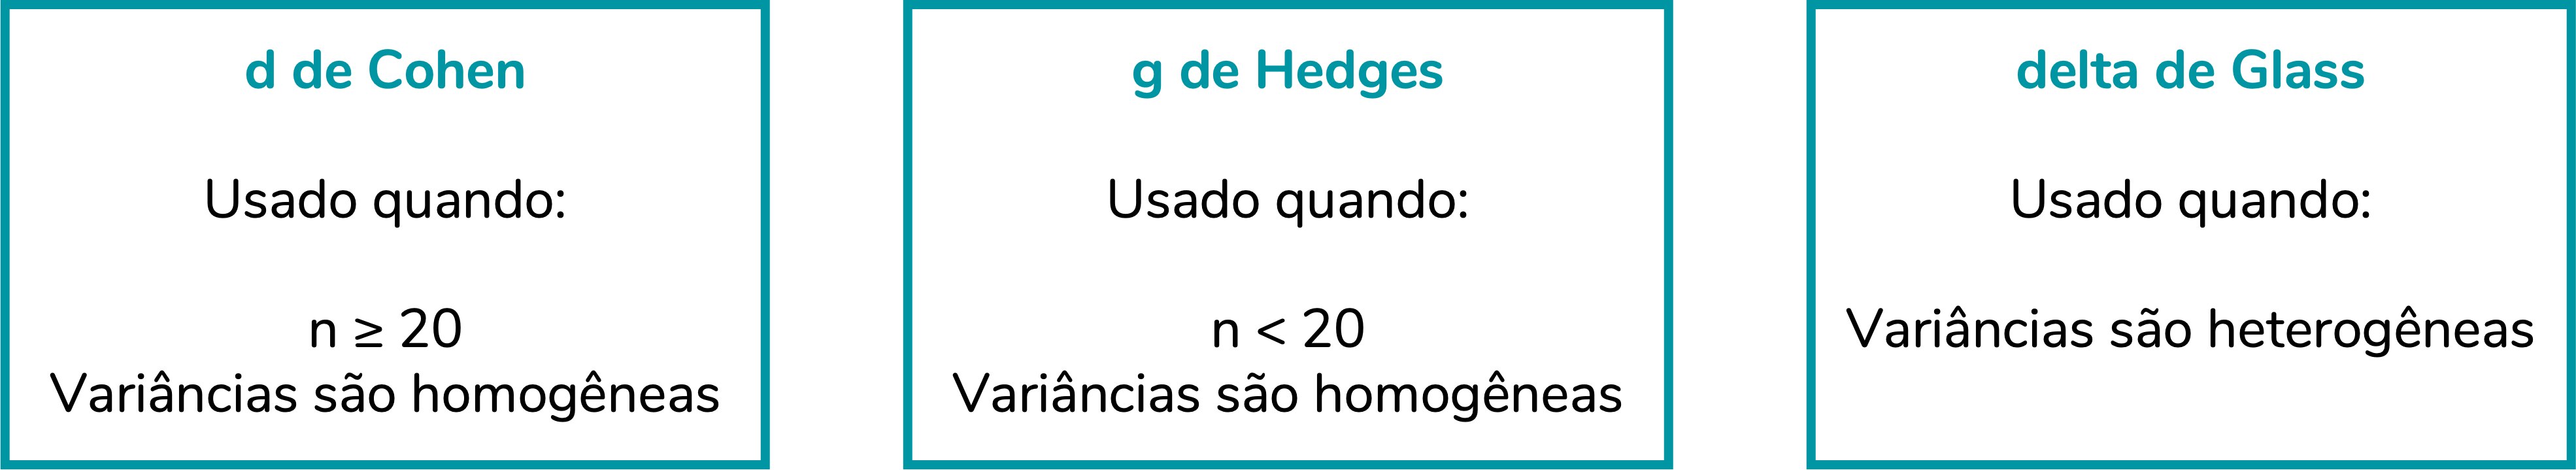 d de Cohen
Usado quando:
n ≥ 20
Variâncias são homogêneas
g de Hedges
Usado quando:
n < 20
Variâncias são homogêneas
delta de Glass
Usado quando:
Variâncias são heterogêneas